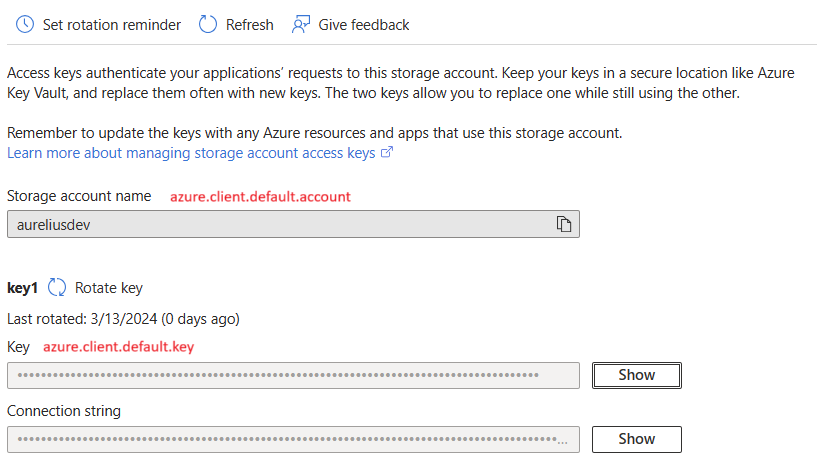 Set rotation reminder Refresh Give feedback
Access keys authenticate your applications' requests to this storage account. Keep your keys in a secure location like Azure
Key Vault, and replace them often with new keys. The two keys allow you to replace one while still using the other.
Remember to update the keys with any Azure resources and apps that use this storage account.
Learn more about managing storage account access keys
Storage account name azure.client.default.account
aureliusdev
key1 Rotate key
Last rotated: 3/13/2024 (0 days ago)
Key azure.client.default.key
Show
Connection string
... Show